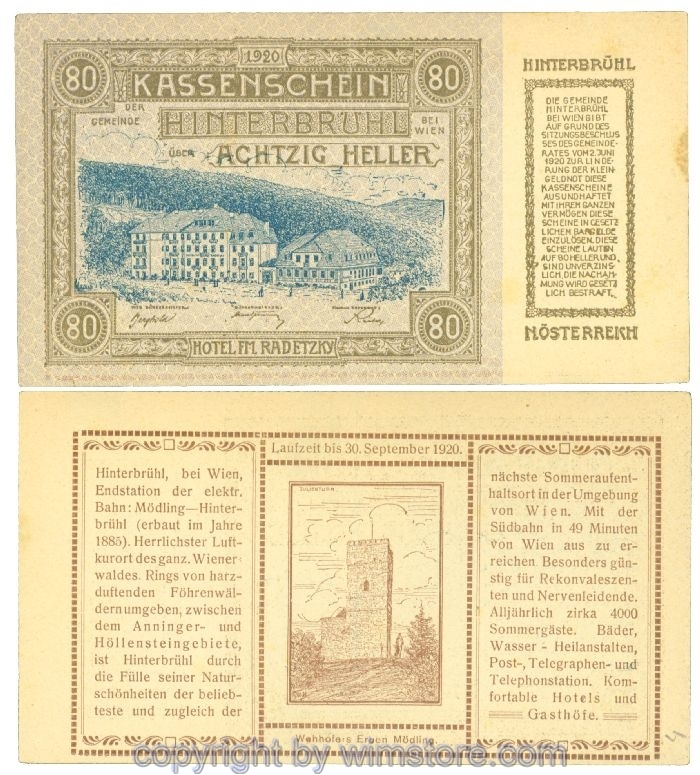 1920
80 KASSENSCHEIN 80
DER
GEMEINDE HINTERBRÜHL BEI
WIEN
ÜBER ACHTZIG HELLER
80 HOTEL FM. RADETZKY 80
HINTERBRÜHL
DIE GEMEINDE
HINTERBRÜHL
BEI WIEN GIBT
AUF GRUND DES
SITZUNGSBESCHLUS
SES DES GEMEINDE-
RATES VOM 2. JUNI
1920 ZUR LINDE
RUNG DER KLEIN-
GELDNOT DIESE
KASSENSCHEINE
AUS UND HAFTET
MIT IHREM GANZEN
VERMÖGEN DIESE
SCHEINE IN GESETZ
LICHEN BARGELDE
EINZULÖSEN. DIESE
SCHEINE LAUTEN
AUF 80 HELLER UND
SIND UNVERZINS-
LICH, DIE NACHAH-
MUNG WIRD GESETZ
LICH BESTRAFT.
NÖSTERREICH
Laufzeit bis 30. September 1920.
Hinterbrühl, bei Wien,
Endstation der elektr.
Bahn: Mödling—Hinter-
brühl (erbaut im Jahre
1885). Herrlichster Luft-
kurort des ganz. Wiener-
waldes. Rings von harz-
duftenden Föhrenwäl-
dern umgeben, zwischen
dem Anninger- und
Höllensteingebiete,
ist Hinterbrühl durch
die Fülle seiner Natur-
schönheiten der belieb-
teste und zugleich der
JULIENTURM
Wehhofers Erben Mödling
nächste Sommeraufent-
haltsort in der Umgebung
von Wien. Mit der
Südbahn in 49 Minuten
von Wien aus zu er-
reichen. Besonders gün-
stig für Rekonvaleszen-
ten und Nervenleidende.
Alljährlich zirka 4000
Sommergäste. Bäder,
Wasser - Heilanstalten,
Post-, Telegraphen- und
Telephonstation. Kom-
fortable Hotels und
Gasthöfe.
copyright by wimstore.com